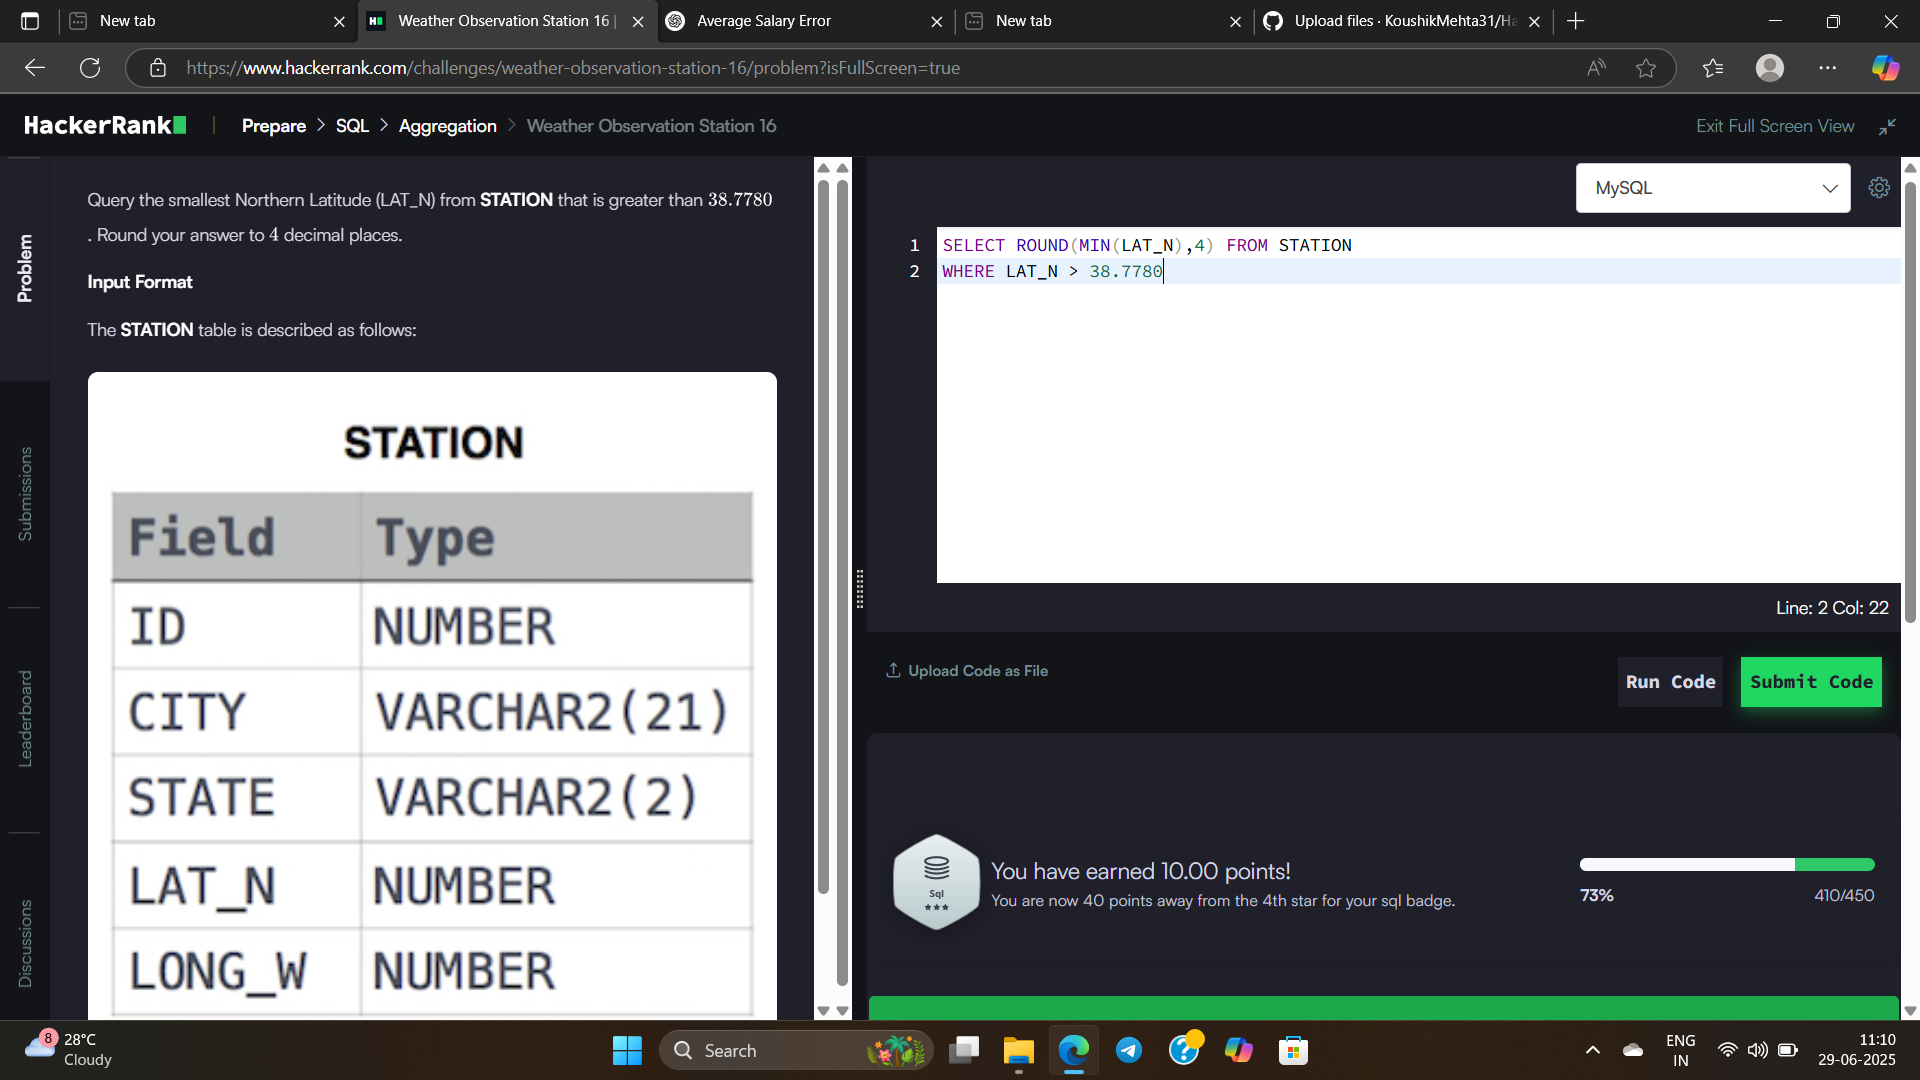 New tab
Weather Observation Station 16 |
Average Salary Error
New tab
Upload files · KoushikMehta31/Ha
https://www.hackerrank.com/challenges/weather-observation-station-16/problem?isFullScreen=true
HackerRank
Prepare > SQL > Aggregation > Weather Observation Station 16
Exit Full Screen View
Problem
Submissions
Leaderboard
Discussions
Query the smallest Northern Latitude (LAT_N) from STATION that is greater than 38.7780
. Round your answer to 4 decimal places.
Input Format
The STATION table is described as follows:
STATION
Field Type
ID NUMBER
CITY VARCHAR2(21)
STATE VARCHAR2(2)
LAT_N NUMBER
LONG_W NUMBER
MySQL
1 SELECT ROUND(MIN(LAT_N),4) FROM STATION
2 WHERE LAT_N > 38.7780
Line: 2 Col: 22
Upload Code as File
Run Code
Submit Code
Sql
You have earned 10.00 points!
You are now 40 points away from the 4th star for your sql badge.
73%
410/450
8
28°C
Cloudy
Search
ENG
IN
11:10
29-06-2025